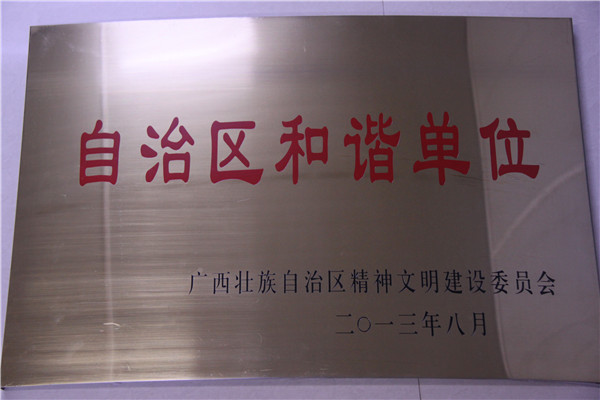 自治区和谐单位
广西壮族自治区精神文明建设委员会
二〇一三年八月